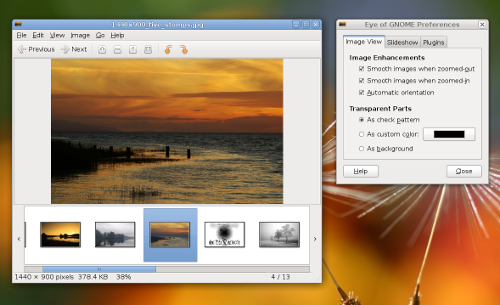 File Edit View Image Go Help
Previous Next
1440 × 900 pixels 378.4 KB 38%
4 / 13
Eye of GNOME Preferences
Image View Slideshow Plugins
Image Enhancements
Smooth images when zoomed-out
Smooth images when zoomed-in
Automatic orientation
Transparent Parts
As check pattern
As custom color:
As background
Help Close